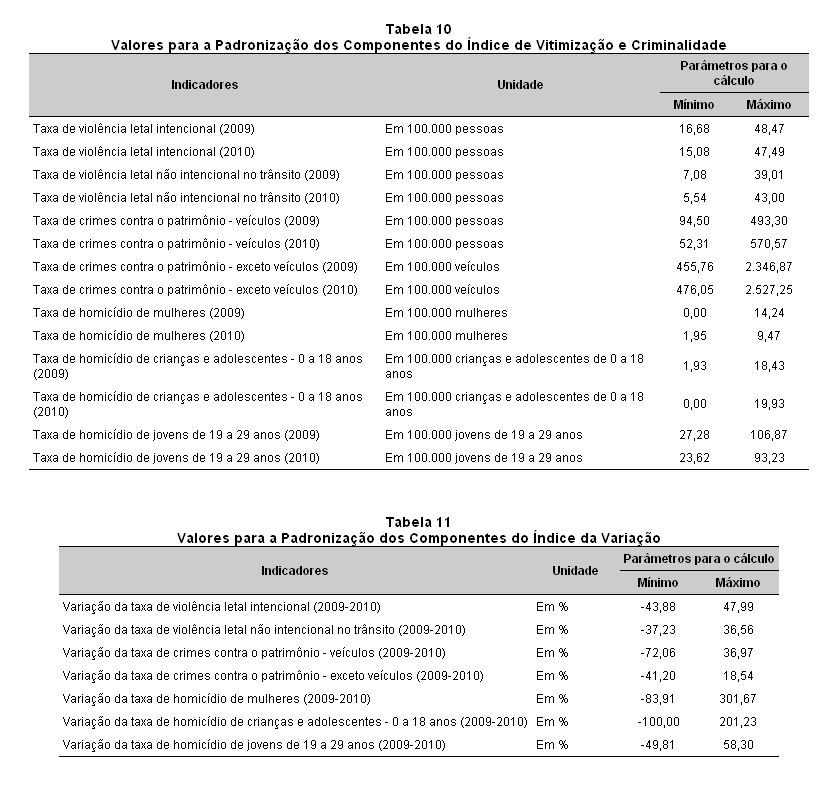 Tabela 10
Valores para a Padronização dos Componentes do Índice de Vitimização e Criminalidade
Indicadores Unidade Parâmetros para o cálculo
Mínimo Máximo
Taxa de violência letal intencional (2009) Em 100.000 pessoas 16,68 48,47
Taxa de violência letal intencional (2010) Em 100.000 pessoas 15,08 47,49
Taxa de violência letal não intencional no trânsito (2009) Em 100.000 pessoas 7,08 39,01
Taxa de violência letal não intencional no trânsito (2010) Em 100.000 pessoas 5,54 43,00
Taxa de crimes contra o patrimônio - veículos (2009) Em 100.000 pessoas 94,50 493,30
Taxa de crimes contra o patrimônio - veículos (2010) Em 100.000 pessoas 52,31 570,57
Taxa de crimes contra o patrimônio - exceto veículos (2009) Em 100.000 veículos 455,76 2.346,87
Taxa de crimes contra o patrimônio - exceto veículos (2010) Em 100.000 veículos 476,05 2.527,25
Taxa de homicídio de mulheres (2009) Em 100.000 mulheres 0,00 14,24
Taxa de homicídio de mulheres (2010) Em 100.000 mulheres 1,95 9,47
Taxa de homicídio de crianças e adolescentes - 0 a 18 anos (2009) Em 100.000 crianças e adolescentes de 0 a 18 anos 1,93 18,43
Taxa de homicídio de crianças e adolescentes - 0 a 18 anos (2010) Em 100.000 crianças e adolescentes de 0 a 18 anos 0,00 19,93
Taxa de homicídio de jovens de 19 a 29 anos (2009) Em 100.000 jovens de 19 a 29 anos 27,28 106,87
Taxa de homicídio de jovens de 19 a 29 anos (2010) Em 100.000 jovens de 19 a 29 anos 23,62 93,23
Tabela 11
Valores para a Padronização dos Componentes do Índice da Variação
Indicadores Unidade Parâmetros para o cálculo
Mínimo Máximo
Variação da taxa de violência letal intencional (2009-2010) Em % -43,88 47,99
Variação da taxa de violência letal não intencional no trânsito (2009-2010) Em % -37,23 36,56
Variação da taxa de crimes contra o patrimônio - veículos (2009-2010) Em % -72,06 36,97
Variação da taxa de crimes contra o patrimônio - exceto veículos (2009-2010) Em % -41,20 18,54
Variação da taxa de homicídio de mulheres (2009-2010) Em % -83,91 301,67
Variação da taxa de homicídio de crianças e adolescentes - 0 a 18 anos (2009-2010) Em % -100,00 201,23
Variação da taxa de homicídio de jovens de 19 a 29 anos (2009-2010) Em % -49,81 58,30